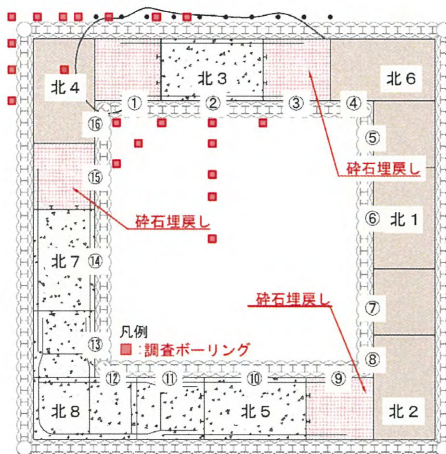 北4
北3
北6
①
②
③
④
⑯
⑤
砕石埋戻し
⑮
砕石埋戻し
⑥
北1
北7
⑭
砕石埋戻し
⑦
凡例
:調査ボーリング
⑬
⑧
⑫
⑪
⑩
⑨
北8
北5
北2